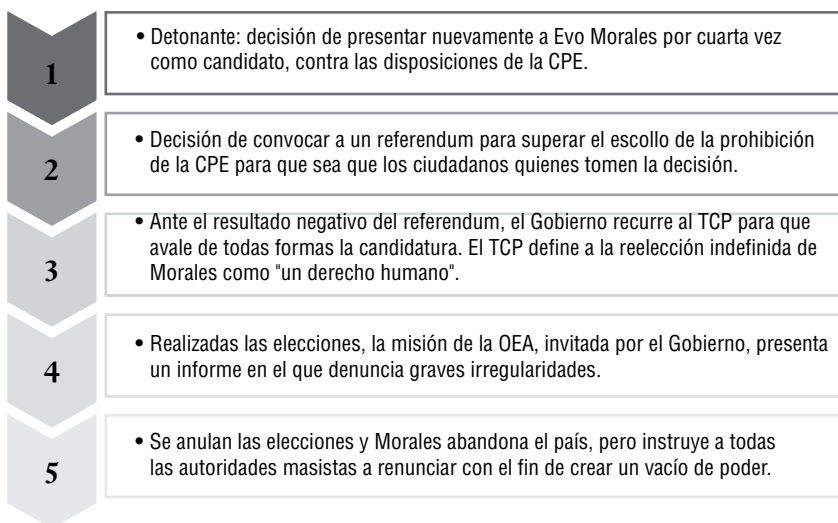 1
• Detonante: decisión de presentar nuevamente a Evo Morales por cuarta vez
como candidato, contra las disposiciones de la CPE.
2
• Decisión de convocar a un referendum para superar el escollo de la prohibición
de la CPE para que sea que los ciudadanos quienes tomen la decisión.
3
• Ante el resultado negativo del referendum, el Gobierno recurre al TCP para que
avale de todas formas la candidatura. El TCP define a la reelección indefinida de
Morales como "un derecho humano".
4
• Realizadas las elecciones, la misión de la OEA, invitada por el Gobierno, presenta
un informe en el que denuncia graves irregularidades.
5
• Se anulan las elecciones y Morales abandona el país, pero instruye a todas
las autoridades masistas a renunciar con el fin de crear un vacío de poder.